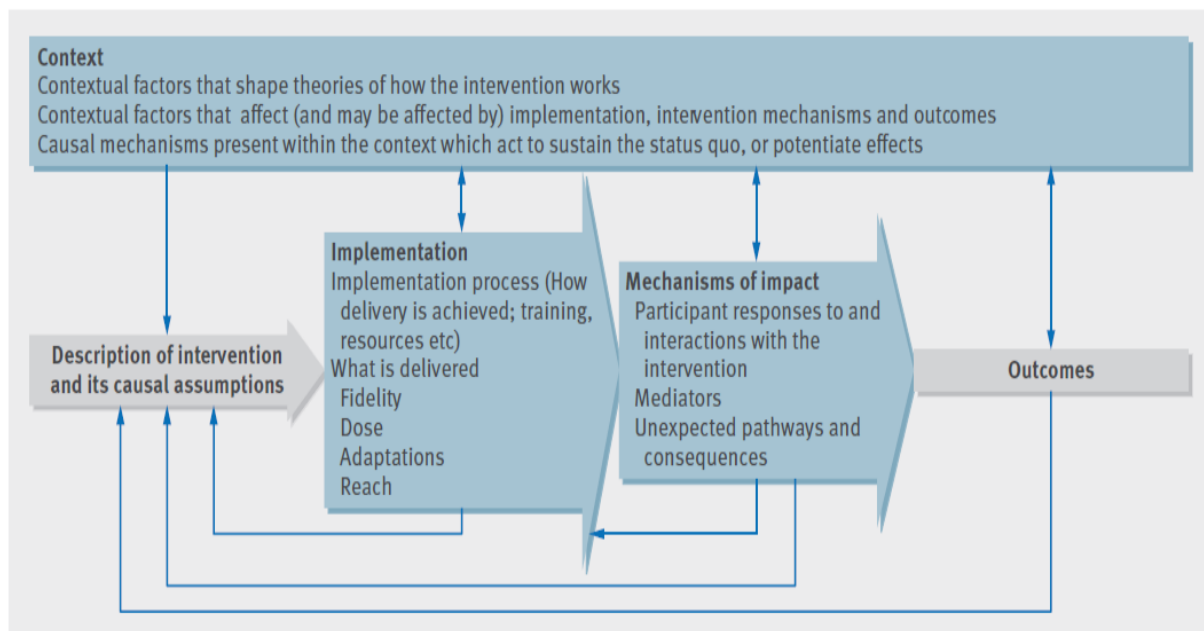 Context
Contextual factors that shape theories of how the intervention works
Contextual factors that affect (and may be affected by) implementation, intervention mechanisms and outcomes
Causal mechanisms present within the context which act to sustain the status quo, or potentiate effects
Description of intervention
and its causal assumptions
Implementation
Implementation process (How
delivery is achieved; training,
resources etc)
What is delivered
Fidelity
Dose
Adaptations
Reach
Mechanisms of impact
Participant responses to and
interactions with the
intervention
Mediators
Unexpected pathways and
consequences
Outcomes